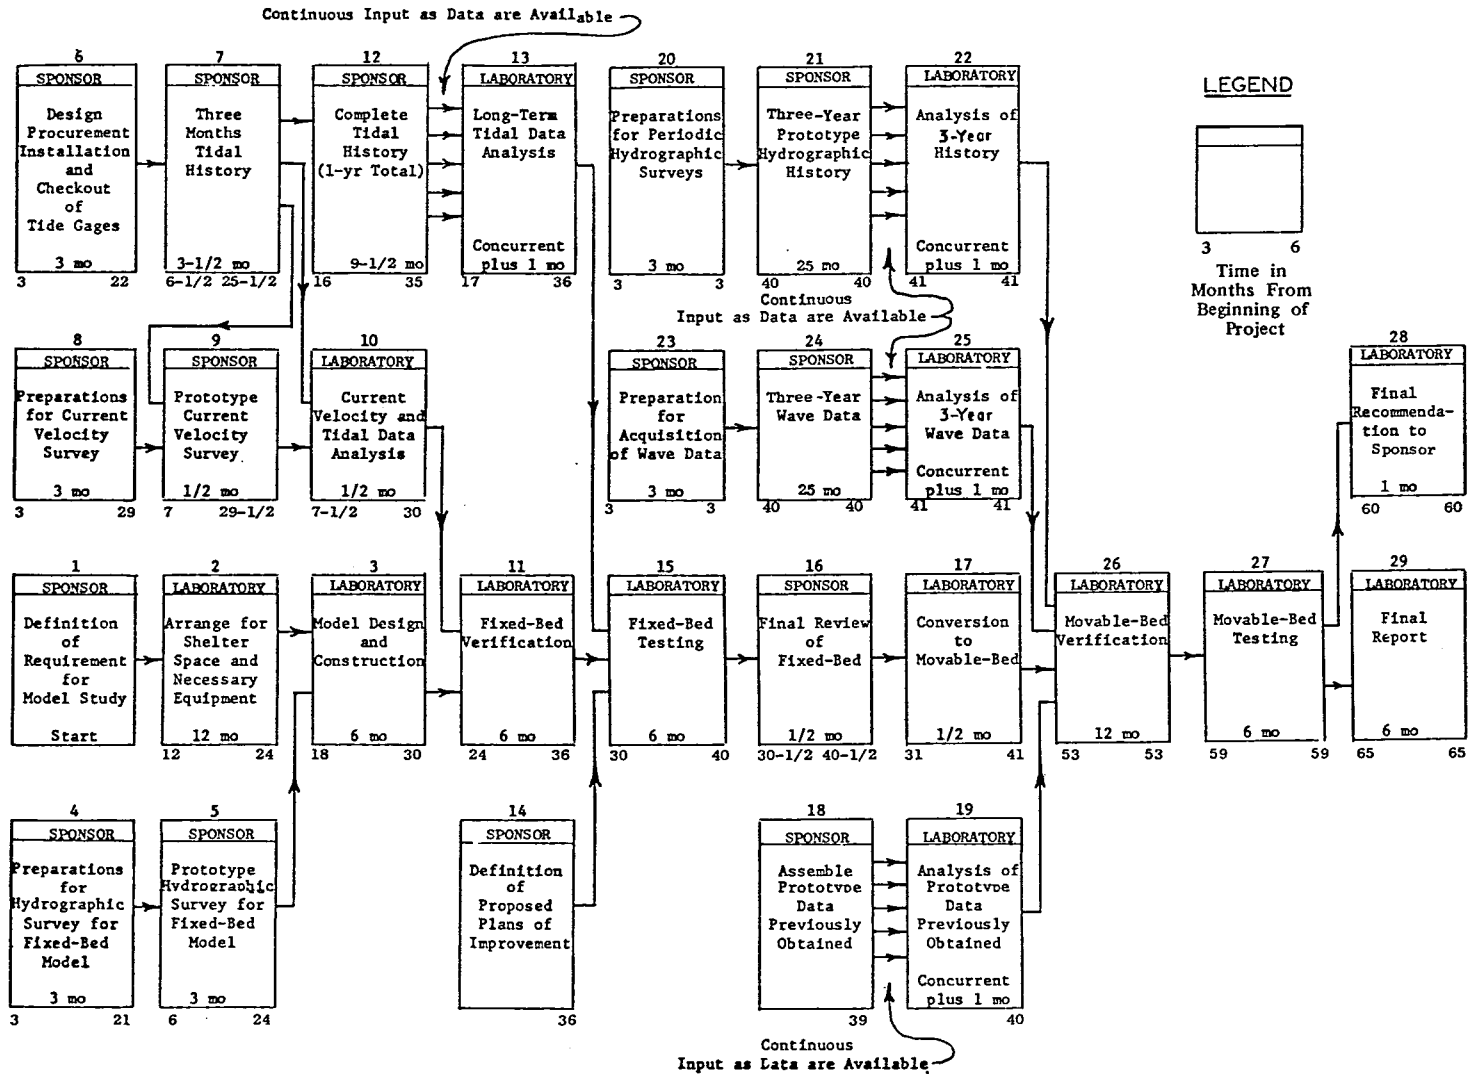 Continuous Input as Data are Available
6
SPONSOR
Design
Procurement
Installation
and
Checkout
of
Tide Gages
3 mo
3 22
7
SPONSOR
Three
Months
Tidal
History
3-1/2 mo
6-1/2 25-1/2
12
SPONSOR
Complete
Tidal
History
(1-yr Total)
9-1/2 mo
16 35
13
LABORATORY
Long-Term
Tidal Data
Analysis
Concurrent
plus 1 mo
17 36
20
SPONSOR
Preparations
for Periodic
Hydrographic
Surveys
3 mo
3 3
21
SPONSOR
Three-Year
Prototype
Hydrographic
History
25 mo
40 40
22
LABORATORY
Analysis of
3-Year
History
Concurrent
plus 1 mo
41 41
LEGEND
3 6
Time in
Months From
Beginning of
Project
Continuous
Input as Data are Available
8
SPONSOR
Preparations
for Current
Velocity
Survey
3 mo
3 29
9
SPONSOR
Prototype
Current
Velocity
Survey
1/2 mo
7 29-1/2
10
LABORATORY
Current
Velocity and
Tidal Data
Analysis
1/2 mo
7-1/2 30
23
SPONSOR
Preparation
for
Acquisition
of Wave Data
3 mo
3 3
24
SPONSOR
Three-Year
Wave Data
25 mo
40 40
25
LABORATORY
Analysis of
3-Year
Wave Data
Concurrent
plus 1 mo
41 41
28
LABORATORY
Final
Recommenda-
tion to
Sponsor
1 mo
60 60
1
SPONSOR
Definition
of
Requirement
for
Model Study
Start
2
LABORATORY
Arrange for
Shelter
Space and
Necessary
Equipment
12 mo
12 24
3
LABORATORY
Model Design
and
Construction
6 mo
18 30
11
LABORATORY
Fixed-Bed
Verification
6 mo
24 36
15
LABORATORY
Fixed-Bed
Testing
6 mo
30 40
16
SPONSOR
Final Review
of
Fixed-Bed
1/2 mo
30-1/2 40-1/2
17
LABORATORY
Conversion
to
Movable-Bed
1/2 mo
31 41
26
LABORATORY
Movable-Bed
Verification
12 mo
53 53
27
LABORATORY
Movable-Bed
Testing
6 mo
59 59
29
LABORATORY
Final
Report
6 mo
65 65
4
SPONSOR
Preparations
for
Hydrographic
Survey for
Fixed-Bed
Model
3 mo
3 21
5
SPONSOR
Prototype
Hydrographic
Survey for
Fixed-Bed
Model
3 mo
6 24
14
SPONSOR
Definition
of
Proposed
Plans of
Improvement
36
18
SPONSOR
Assemble
Prototype
Data
Previously
Obtained
39
19
LABORATORY
Analysis of
Prototype
Data
Previously
Obtained
Concurrent
plus 1 mo
40
Continuous
Input as Data are Available